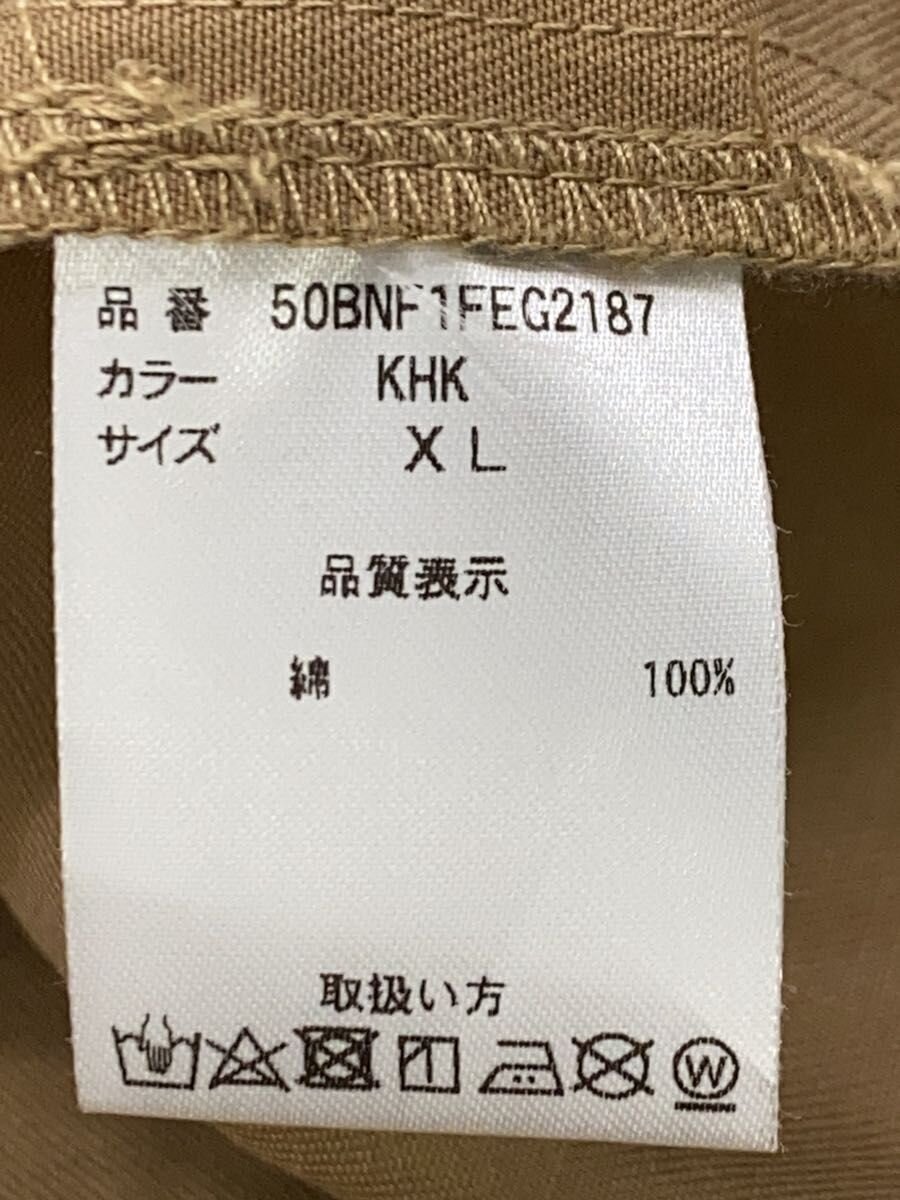 品番 50BNF1FEG2187
カラー KHK
サイズ XL
品質表示
綿 100%
取扱い方
W